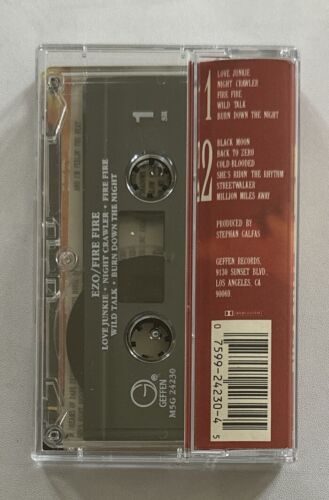 1
LOVE JUNKIE
NIGHT CRAWLER
FIRE FIRE
WILD TALK
BURN DOWN THE NIGHT
2
BLACK MOON
BACK TO ZERO
COLD-BLOODED
SHE'S RIDIN' THE RHYTHM
STREETWALKER
MILLION MILES AWAY
PRODUCED BY
STEPHAN GALFAS
GEFFEN RECORDS,
9130 SUNSET BLVD.,
LOS ANGELES, CA
90069
0 7599-24230-4 5
1
SR
EZO/FIRE FIRE
LOVE JUNKIE • NIGHT CRAWLER • FIRE FIRE
WILD TALK • BURN DOWN THE NIGHT
GEFFEN
M5G 24230